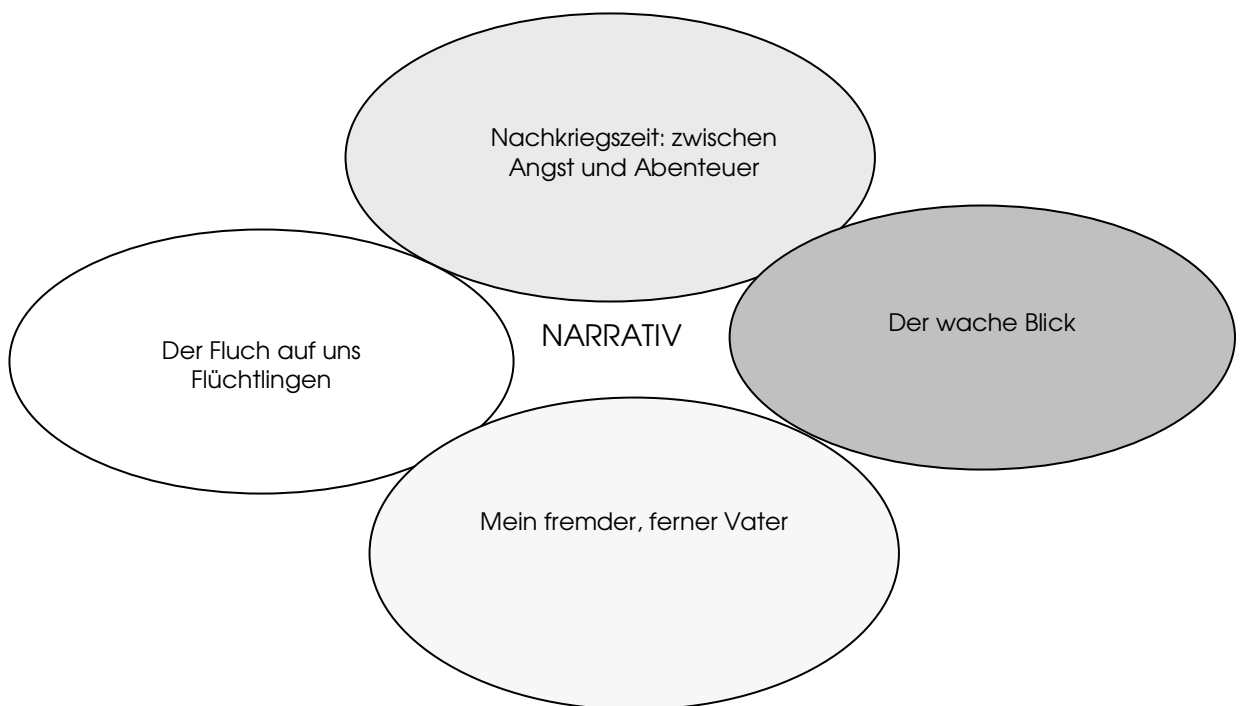 Nachkriegszeit: zwischen
Angst und Abenteuer
Der wache Blick
NARRATIV
Der Fluch auf uns
Flüchtlingen
Mein fremder, ferner Vater